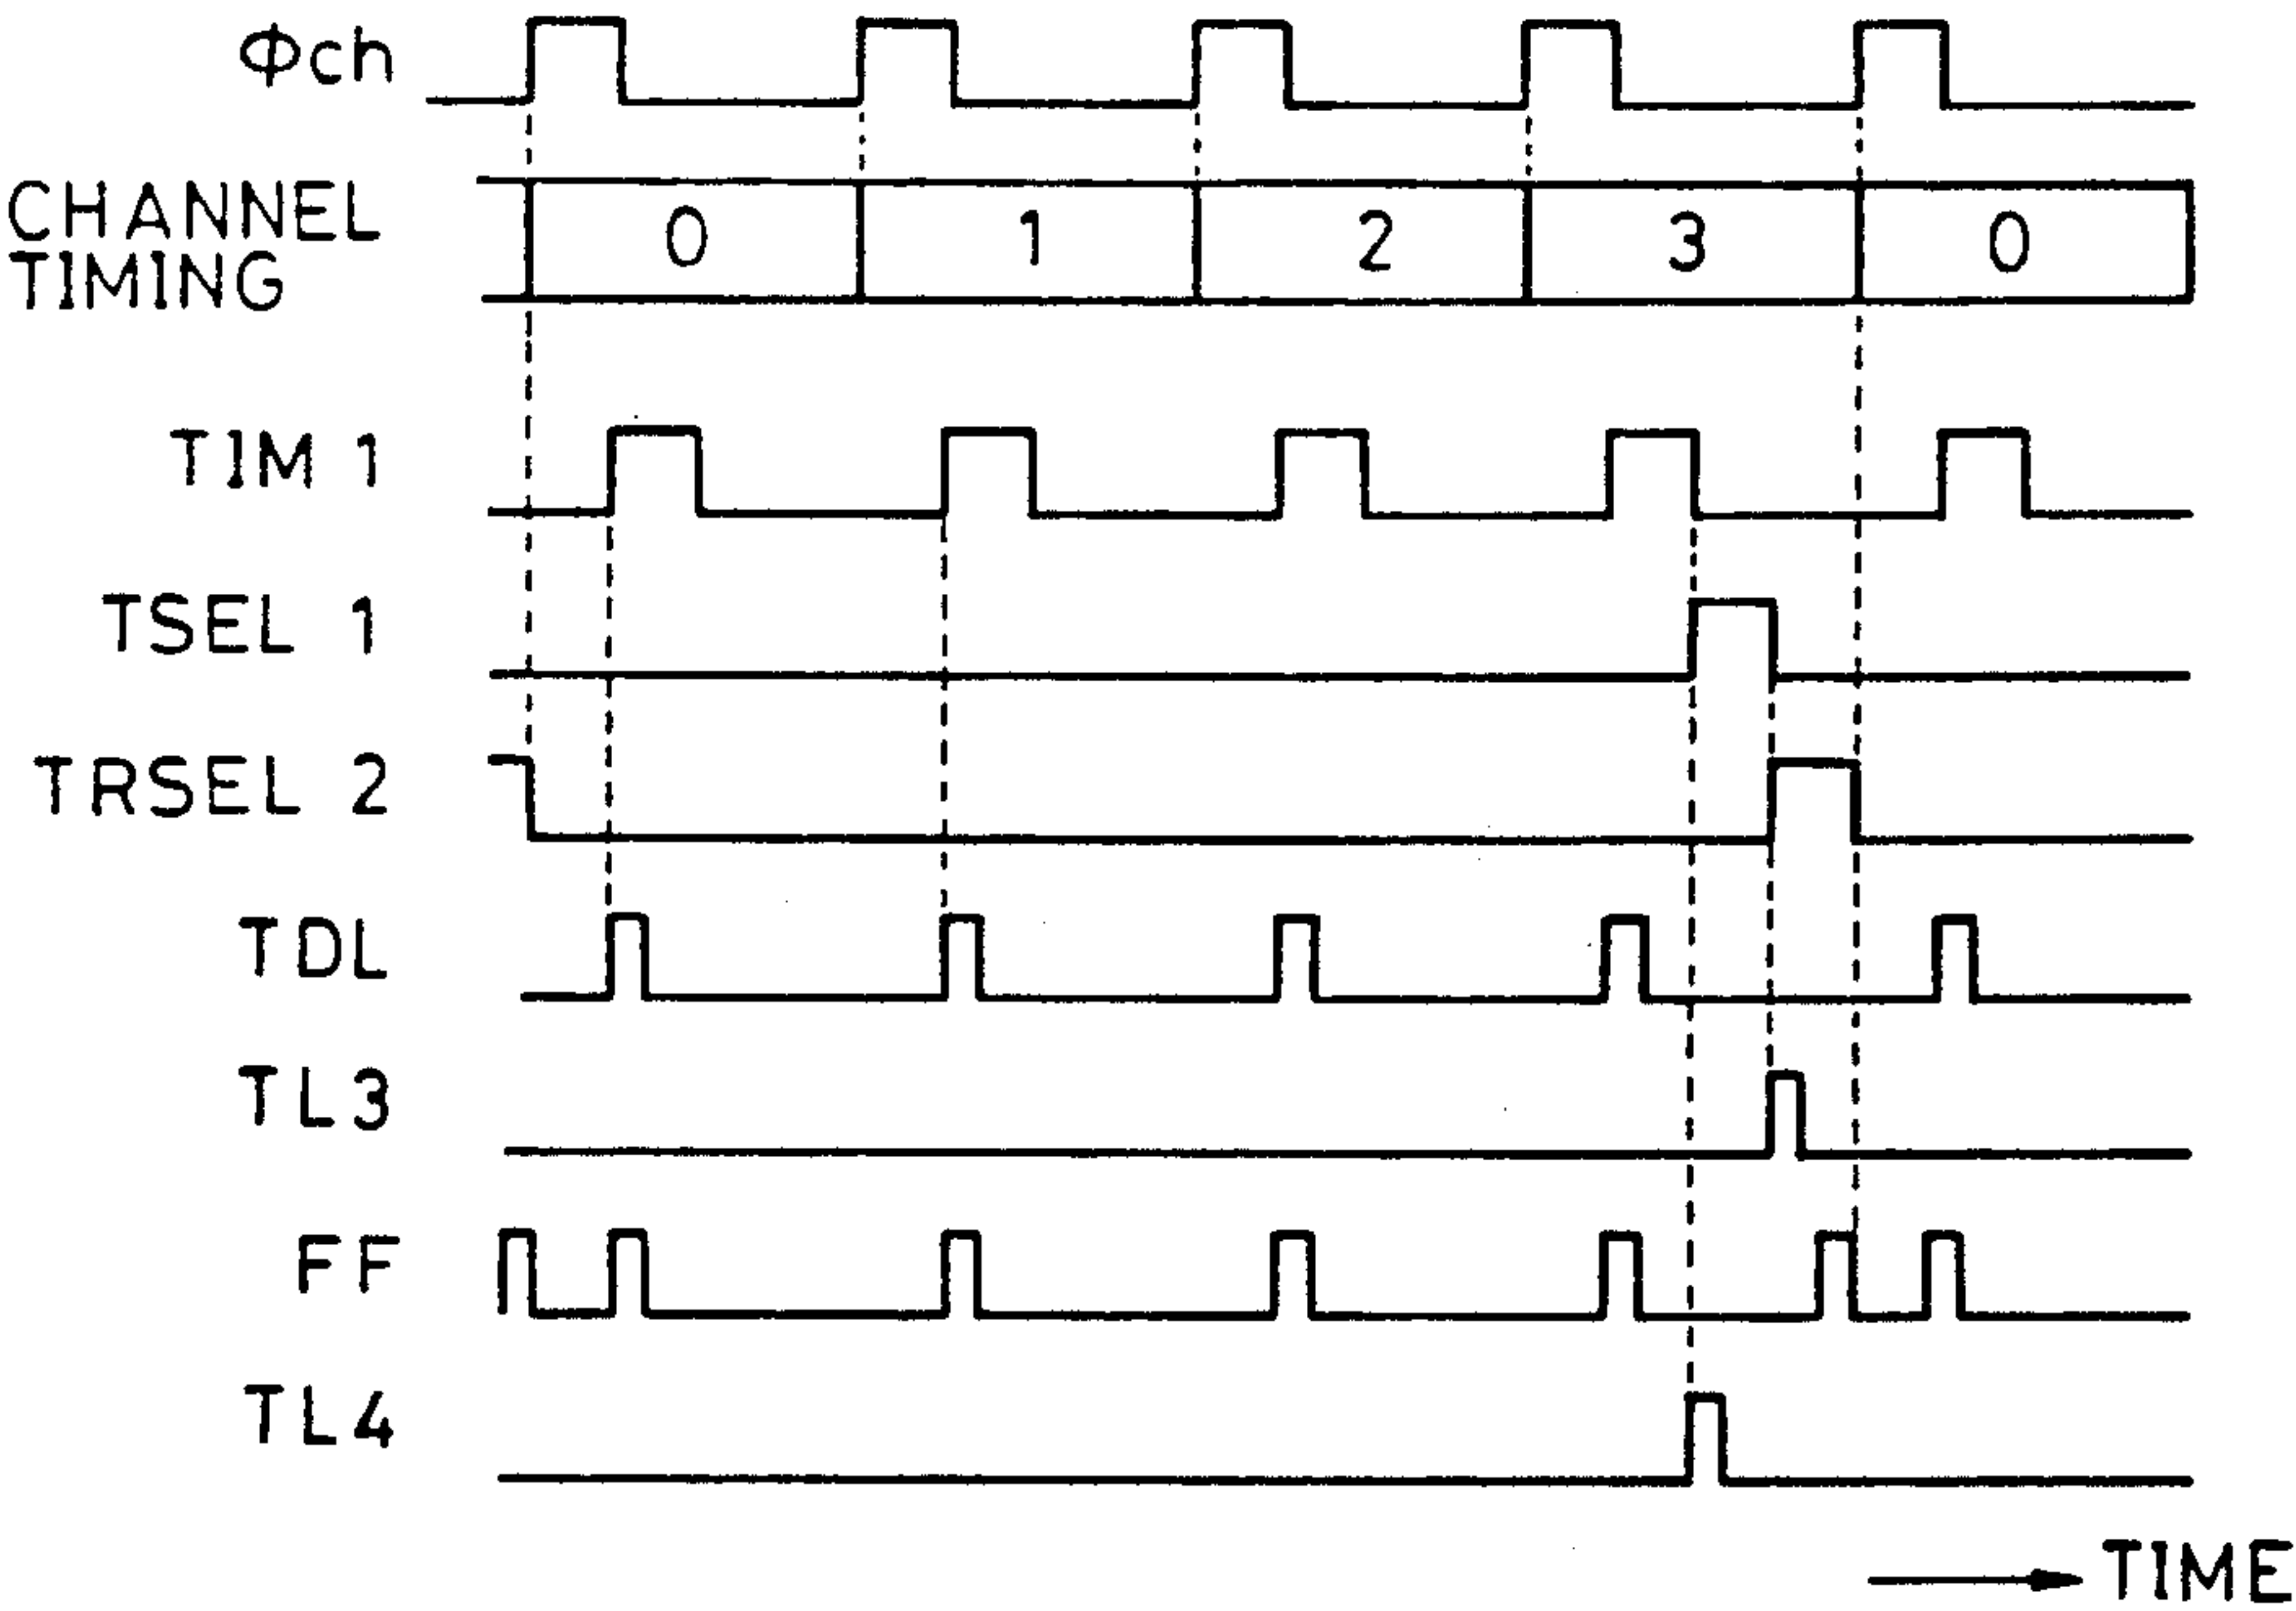 Φch
CHANNEL
TIMING
0 1 2 3 0
TIM 1
TSEL 1
TRSEL 2
TDL
TL3
FF
TL4
TIME